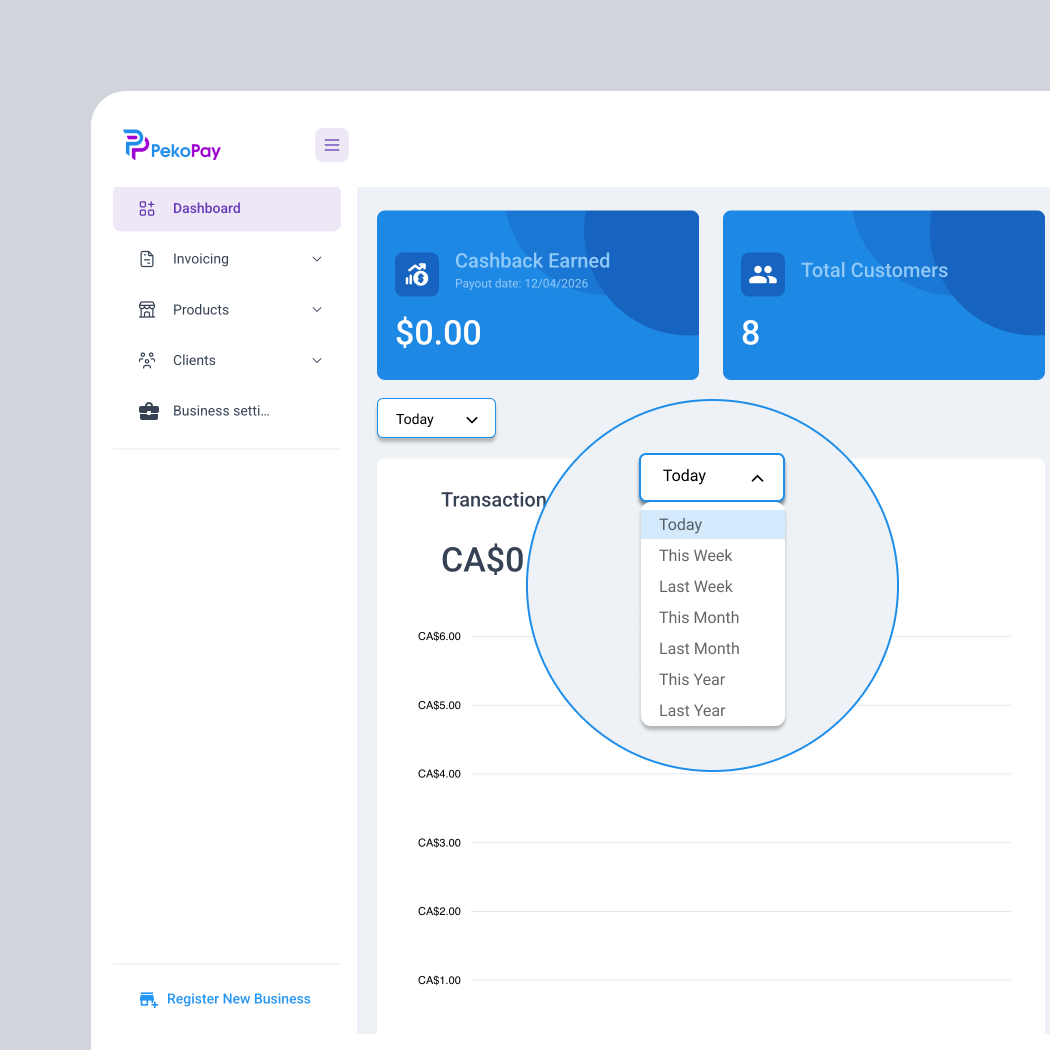 PekoPay
Dashboard
Invoicing
Products
Clients
Business setti...
Register New Business
Cashback Earned
Payout date: 12/04/2026
$0.00
Total Customers
8
Today
Transaction
CA$0
Today
Today
This Week
Last Week
This Month
Last Month
This Year
Last Year
CA$6.00
CA$5.00
CA$4.00
CA$3.00
CA$2.00
CA$1.00